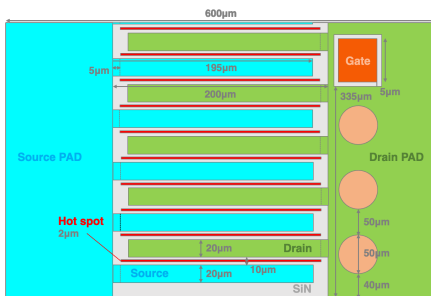 600µm
Gate
5µm
195µm
5µm
200µm
335µm
Source PAD
Drain PAD
Hot spot
2µm
50µm
20µm
Drain
50µm
10µm
Source
20µm
40µm
SiN